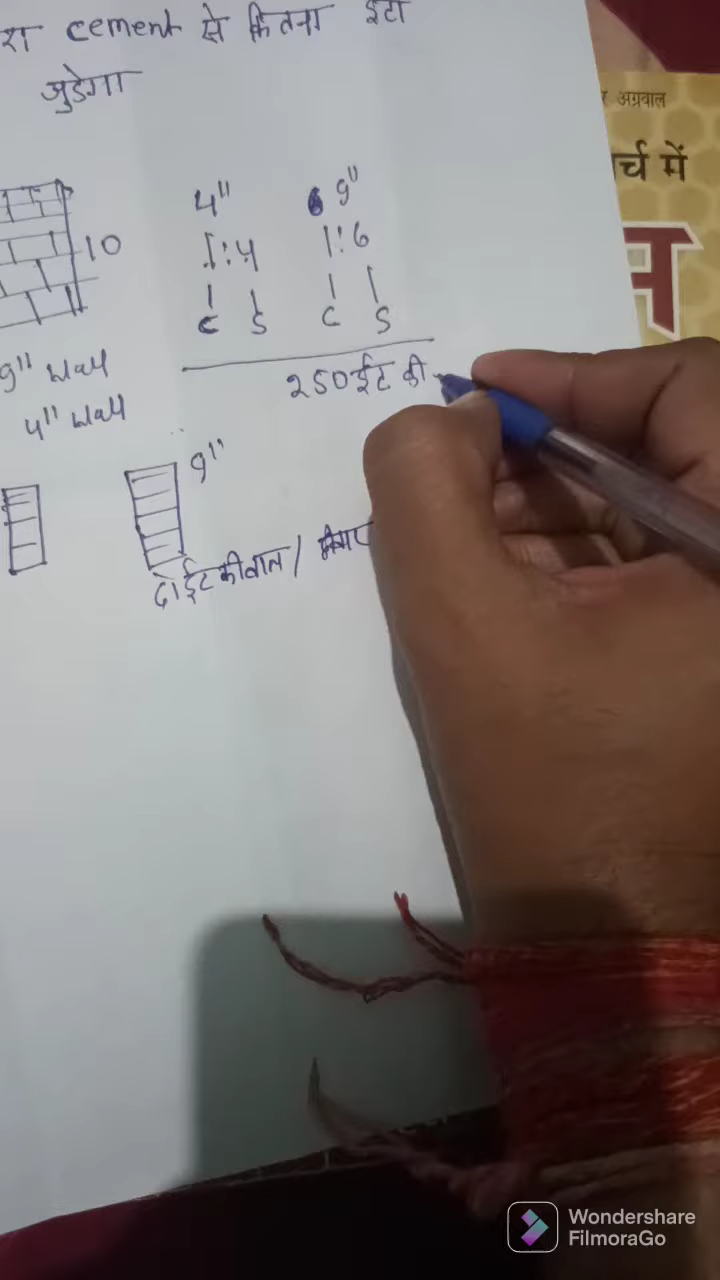 रा cement से कितना ईटा
जुडेगा
र अग्रवाल
र्च में
न
4" 9"
1:4 1:6
10
C S C S
9" wall
250 ईट की
4" wall
9"
दो ईट की वाल /
Wondershare
FilmoraGo